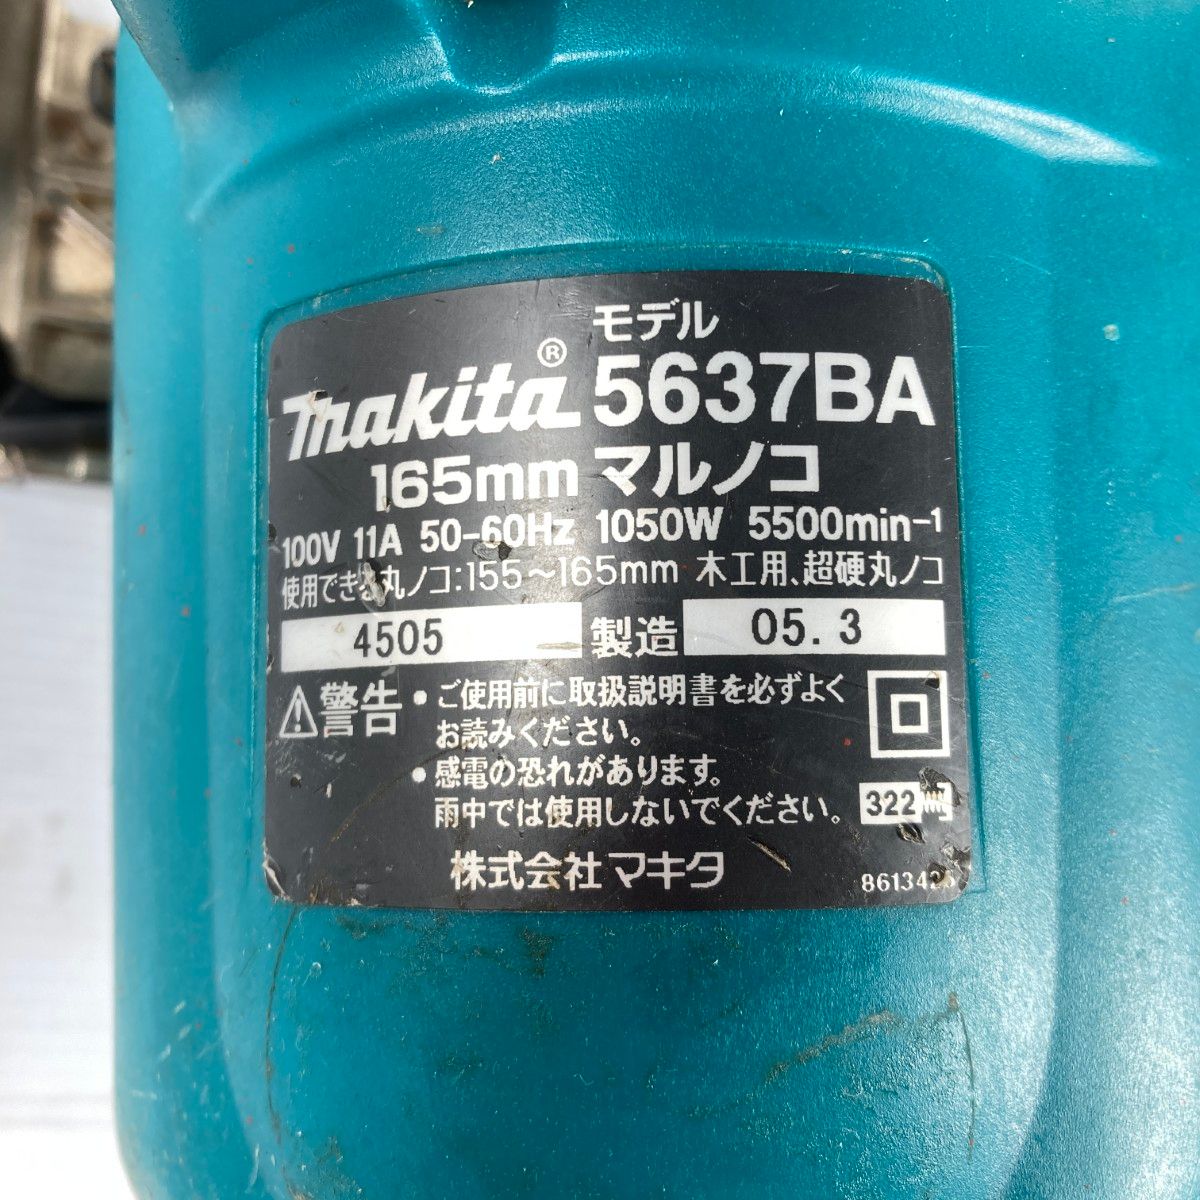 モデル
makita® 5637BA
165mm マルノコ
100V 11A 50-60Hz 1050W 5500min-1
使用できる丸ノコ:155~165mm 木工用、超硬丸ノコ
4505 製造 05.3
警告 •ご使用前に取扱説明書を必ずよく
お読みください。
•感電の恐れがあります。
雨中では使用しないでください。
322
株式会社マキタ